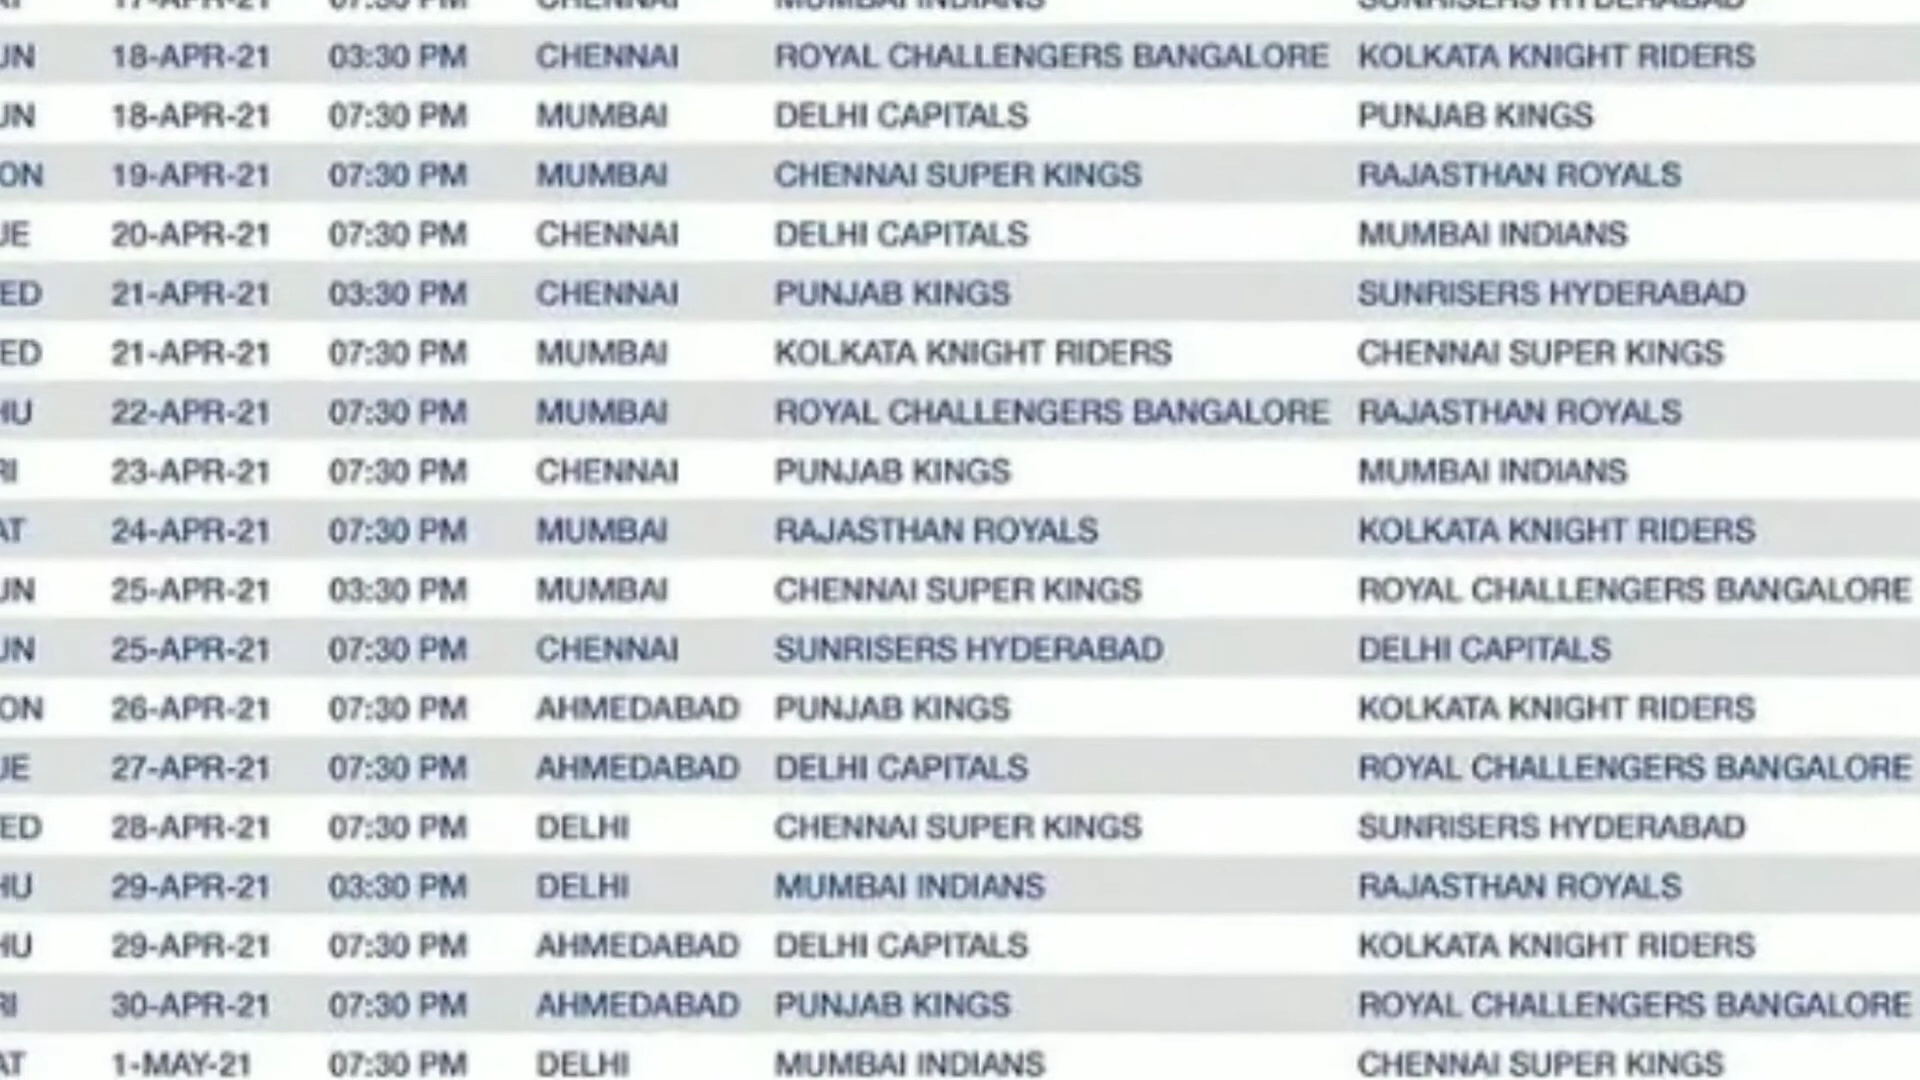 17-APR-21 07:30 PM CHENNAI MUMBAI INDIANS SUNRISERS HYDERABAD
UN 18-APR-21 03:30 PM CHENNAI ROYAL CHALLENGERS BANGALORE KOLKATA KNIGHT RIDERS
UN 18-APR-21 07:30 PM MUMBAI DELHI CAPITALS PUNJAB KINGS
ON 19-APR-21 07:30 PM MUMBAI CHENNAI SUPER KINGS RAJASTHAN ROYALS
UE 20-APR-21 07:30 PM CHENNAI DELHI CAPITALS MUMBAI INDIANS
ED 21-APR-21 03:30 PM CHENNAI PUNJAB KINGS SUNRISERS HYDERABAD
ED 21-APR-21 07:30 PM MUMBAI KOLKATA KNIGHT RIDERS CHENNAI SUPER KINGS
HU 22-APR-21 07:30 PM MUMBAI ROYAL CHALLENGERS BANGALORE RAJASTHAN ROYALS
RI 23-APR-21 07:30 PM CHENNAI PUNJAB KINGS MUMBAI INDIANS
AT 24-APR-21 07:30 PM MUMBAI RAJASTHAN ROYALS KOLKATA KNIGHT RIDERS
UN 25-APR-21 03:30 PM MUMBAI CHENNAI SUPER KINGS ROYAL CHALLENGERS BANGALORE
UN 25-APR-21 07:30 PM CHENNAI SUNRISERS HYDERABAD DELHI CAPITALS
ON 26-APR-21 07:30 PM AHMEDABAD PUNJAB KINGS KOLKATA KNIGHT RIDERS
UE 27-APR-21 07:30 PM AHMEDABAD DELHI CAPITALS ROYAL CHALLENGERS BANGALORE
ED 28-APR-21 07:30 PM DELHI CHENNAI SUPER KINGS SUNRISERS HYDERABAD
HU 29-APR-21 03:30 PM DELHI MUMBAI INDIANS RAJASTHAN ROYALS
HU 29-APR-21 07:30 PM AHMEDABAD DELHI CAPITALS KOLKATA KNIGHT RIDERS
RI 30-APR-21 07:30 PM AHMEDABAD PUNJAB KINGS ROYAL CHALLENGERS BANGALORE
AT 1-MAY-21 07:30 PM DELHI MUMBAI INDIANS CHENNAI SUPER KINGS